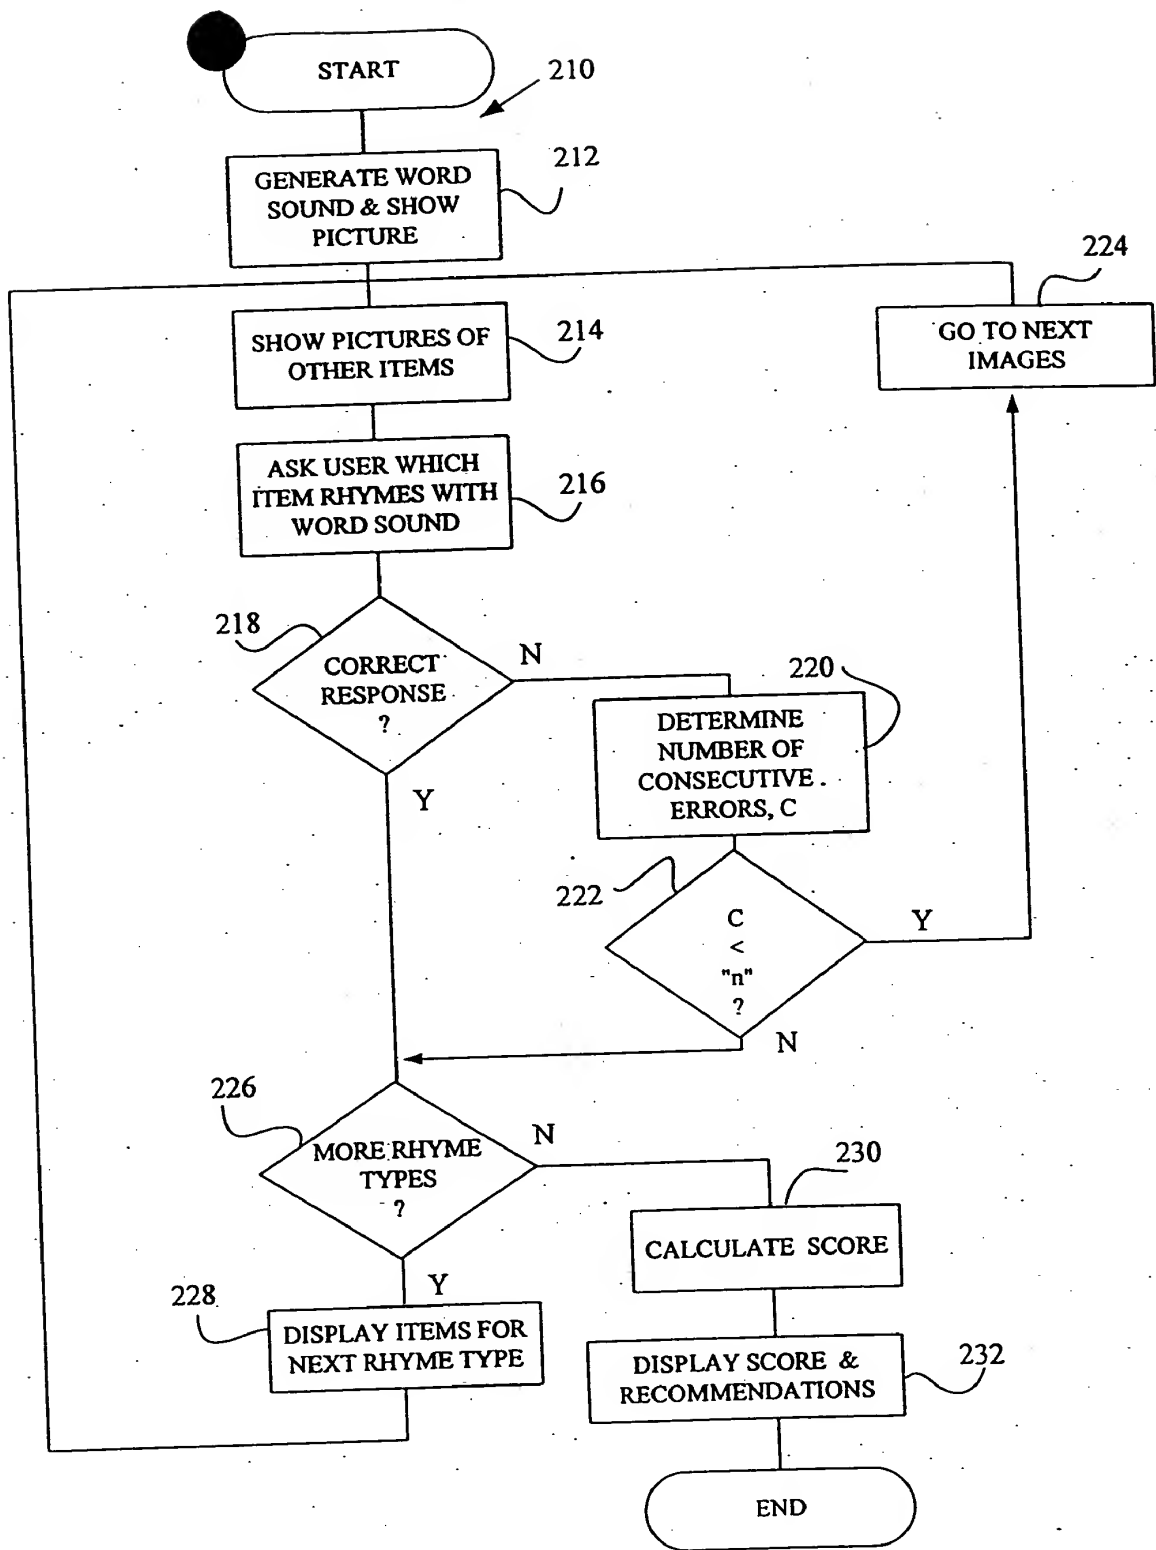 START
210
GENERATE WORD
SOUND & SHOW
PICTURE
212
224
GO TO NEXT
IMAGES
SHOW PICTURES OF
OTHER ITEMS
214
ASK USER WHICH
ITEM RHYMES WITH
WORD SOUND
216
218
CORRECT
RESPONSE
?
N
Y
220
DETERMINE
NUMBER OF
CONSECUTIVE
ERRORS, C
222
C
<
"n"
?
Y
N
226
MORE RHYME
TYPES
?
N
Y
230
CALCULATE SCORE
228
DISPLAY ITEMS FOR
NEXT RHYME TYPE
DISPLAY SCORE &
RECOMMENDATIONS
232
END